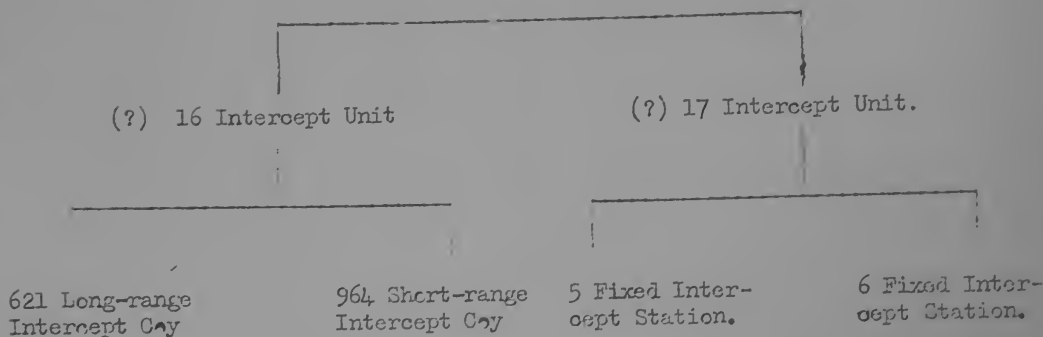 (?) 16 Intercept Unit
(?) 17 Intercept Unit.
621 Long-range
Intercept Coy
964 Short-range
Intercept Coy
5 Fixed Inter-
cept Station.
6 Fixed Inter-
cept Station.